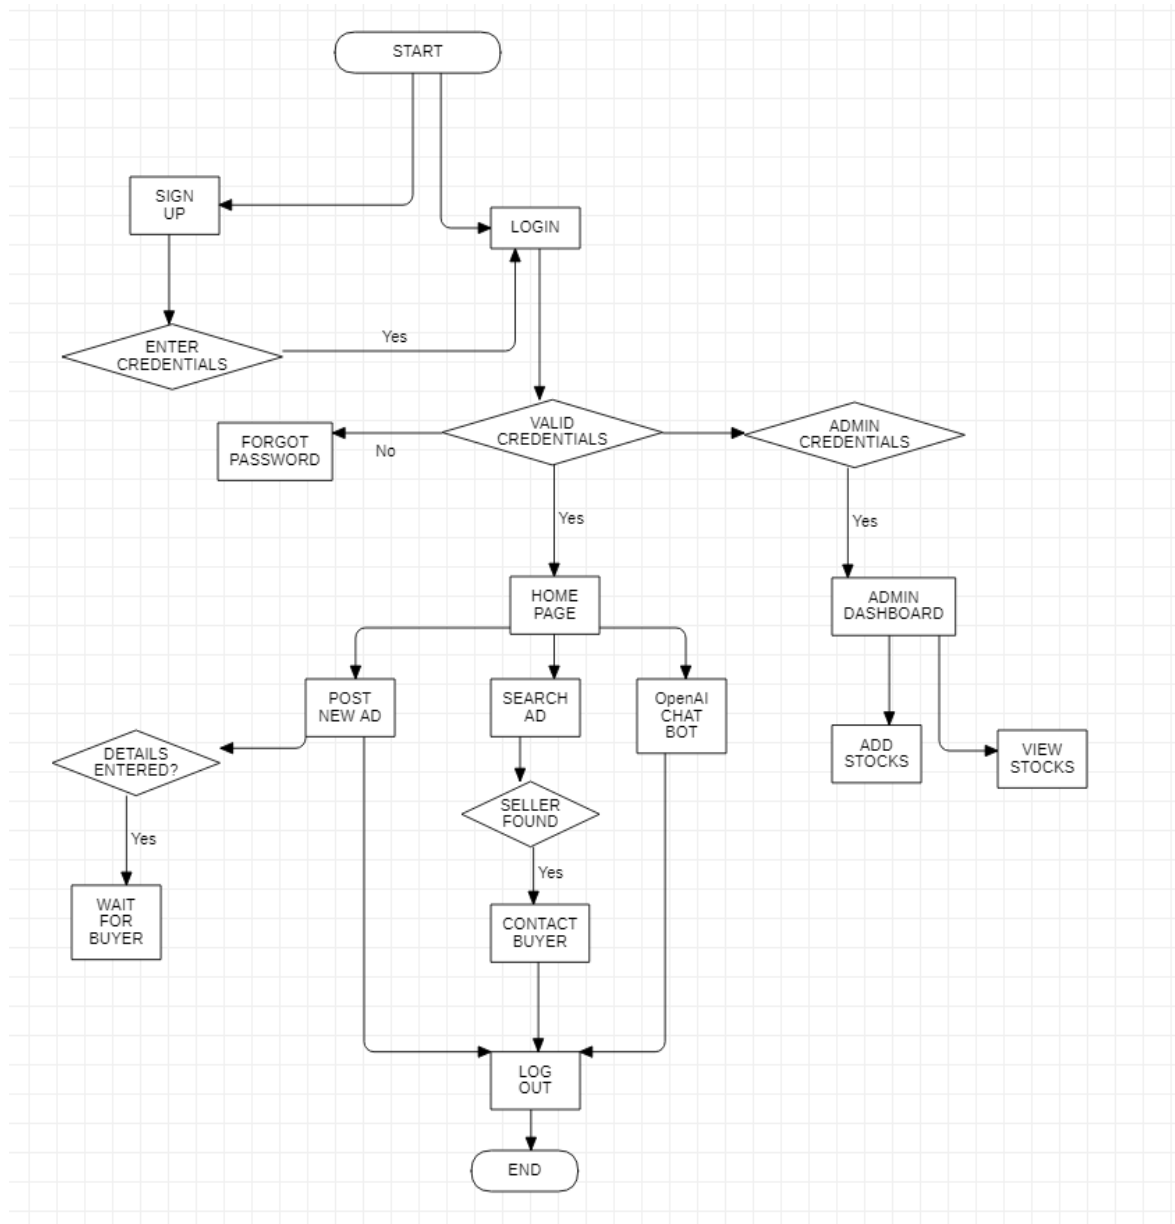 START
SIGN
UP
LOGIN
Yes
ENTER
CREDENTIALS
VALID
CREDENTIALS
ADMIN
CREDENTIALS
FORGOT
PASSWORD
No
Yes
Yes
HOME
PAGE
ADMIN
DASHBOARD
POST
NEW AD
SEARCH
AD
OpenAI
CHAT
BOT
DETAILS
ENTERED?
ADD
STOCKS
VIEW
STOCKS
SELLER
FOUND
Yes
Yes
WAIT
FOR
BUYER
CONTACT
BUYER
LOG
OUT
END